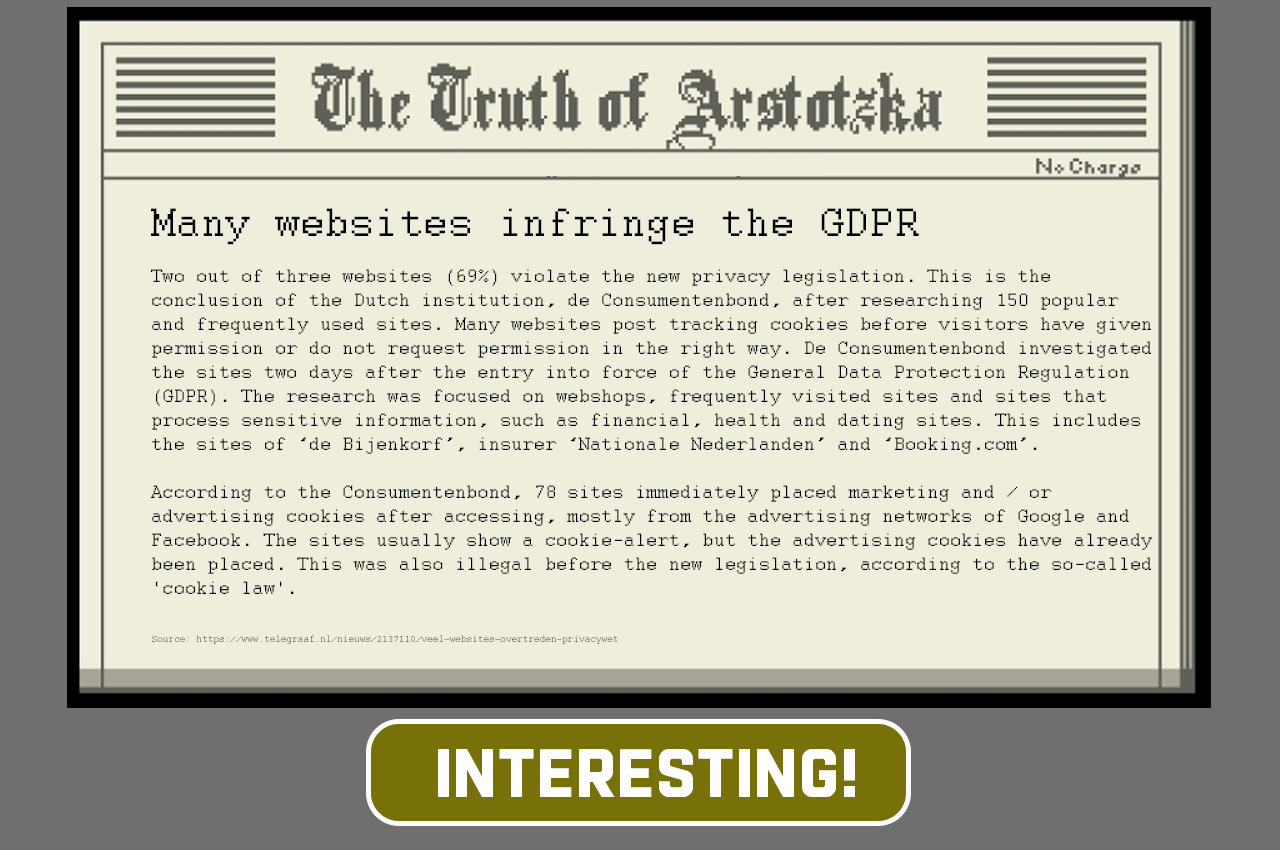 The Truth of Arstotzka
No Charge
Many websites infringe the GDPR
Two out of three websites (69%) violate the new privacy legislation. This is the
conclusion of the Dutch institution, de Consumentenbond, after researching 150 popular
and frequently used sites. Many websites post tracking cookies before visitors have given
permission or do not request permission in the right way. De Consumentenbond investigated
the sites two days after the entry into force of the General Data Protection Regulation
(GDPR). The research was focused on webshops, frequently visited sites and sites that
process sensitive information, such as financial, health and dating sites. This includes
the sites of ‘de Bijenkorf’, insurer ‘Nationale Nederlanden’ and ‘Booking.com’.
According to the Consumentenbond, 78 sites immediately placed marketing and / or
advertising cookies after accessing, mostly from the advertising networks of Google and
Facebook. The sites usually show a cookie-alert, but the advertising cookies have already
been placed. This was also illegal before the new legislation, according to the so-called
'cookie law'.
Source: https://www.telegraaf.nl/nieuws/2137110/veel-websites-overtreden-privacywet
INTERESTING!